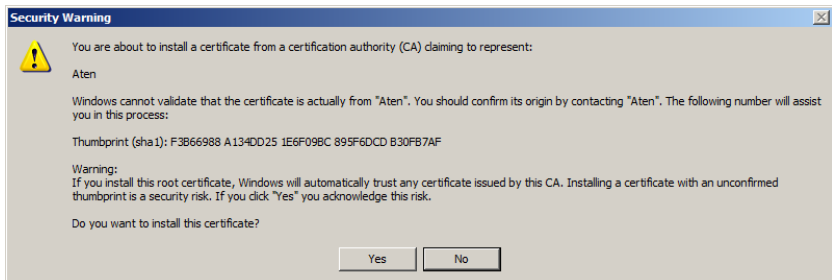 Security Warning
You are about to install a certificate from a certification authority (CA) claiming to represent:
Aten
Windows cannot validate that the certificate is actually from "Aten". You should confirm its origin by contacting "Aten". The following number will assist
you in this process:
Thumbprint (sha1): F3B66988 A134DD25 1E6F09BC 895F6DCD B30FB7AF
Warning:
If you install this root certificate, Windows will automatically trust any certificate issued by this CA. Installing a certificate with an unconfirmed
thumbprint is a security risk. If you click "Yes" you acknowledge this risk.
Do you want to install this certificate?
Yes
No